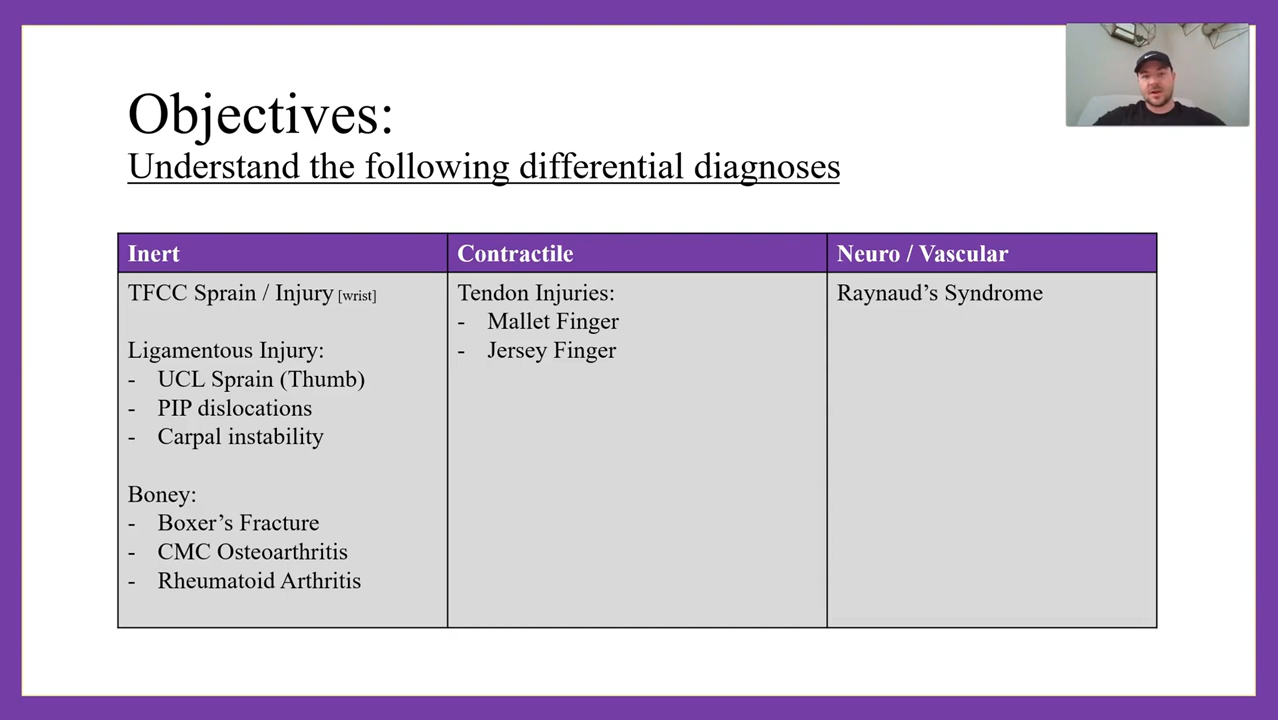 Objectives:
Understand the following differential diagnoses
Inert
Contractile
Neuro / Vascular
TFCC Sprain / Injury [wrist]
Ligamentous Injury:
- UCL Sprain (Thumb)
- PIP dislocations
- Carpal instability
Boney:
- Boxer’s Fracture
- CMC Osteoarthritis
- Rheumatoid Arthritis
Tendon Injuries:
- Mallet Finger
- Jersey Finger
Raynaud’s Syndrome